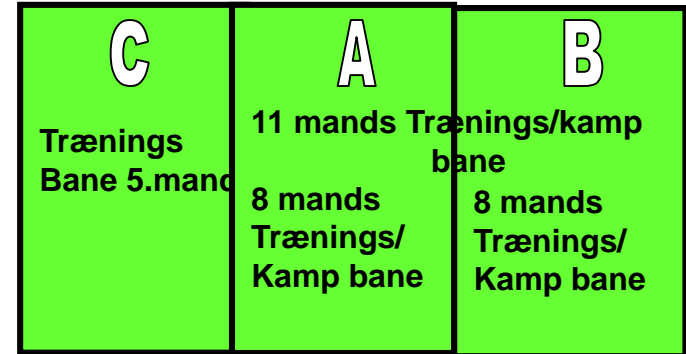 C
A
B
Trænings
Bane 5.mand
11 mands Trænings/kamp
bane
8 mands
Trænings/
Kamp bane
8 mands
Trænings/
Kamp bane